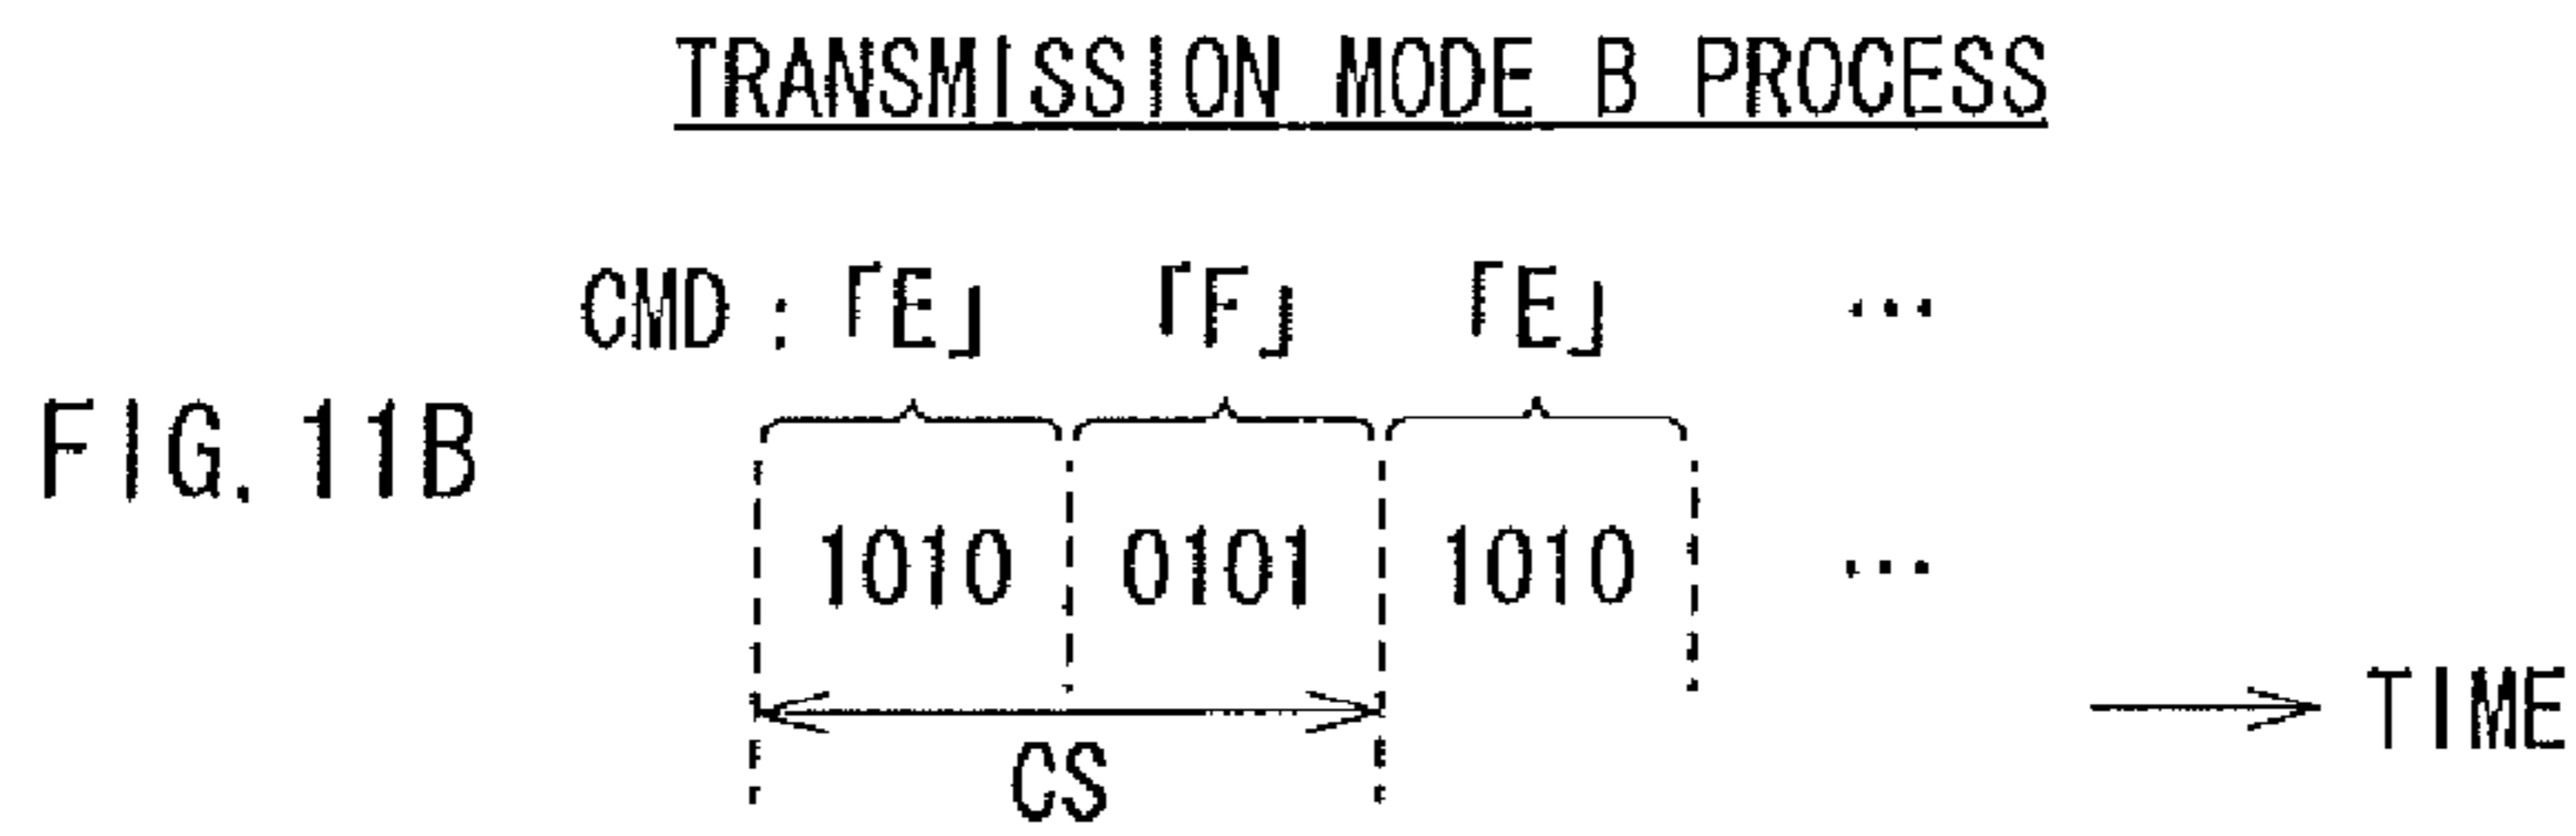 TRANSMISSION MODE B PROCESS
CMD : 「E」 「F」 「E」 ...
FIG. 11B
1010 0101 1010 ...
TIME
CS